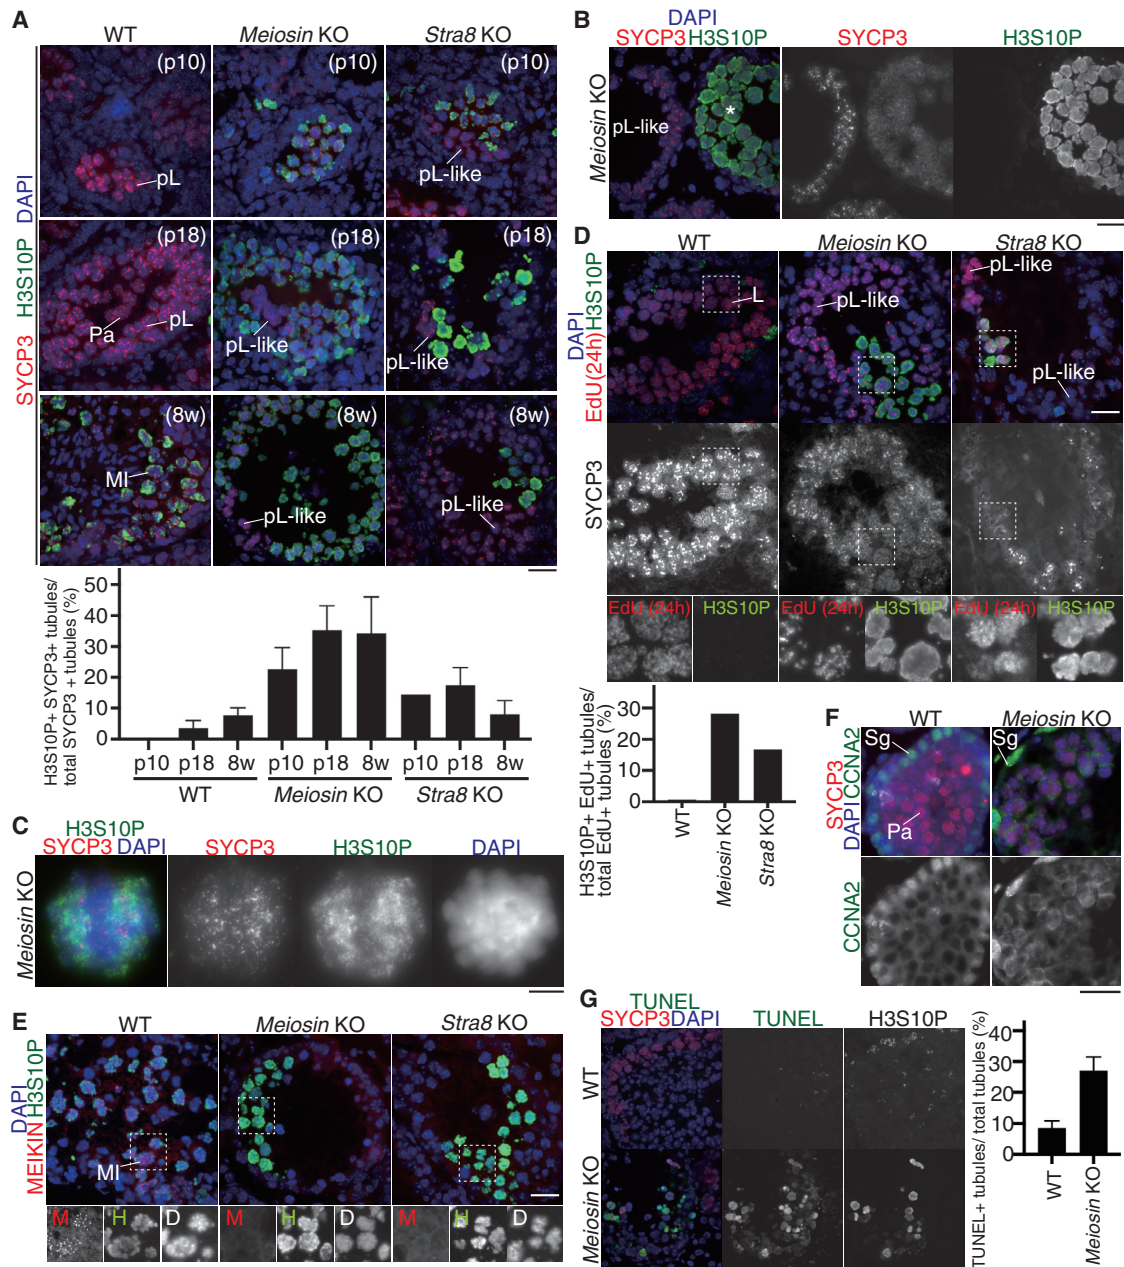 A
WT
Meiosin KO
Stra8 KO
SYCP3 H3S10P DAPI
(p10)
(p10)
(p10)
pL
pL-like
(p18)
(p18)
(p18)
Pa
pL
pL-like
pL-like
(8w)
(8w)
(8w)
MI
pL-like
pL-like
H3S10P+ SYCP3+ tubules/
total SYCP3 + tubules (%)
50
40
30
20
10
0
p10 p18 8w p10 p18 8w p10 p18 8w
WT
Meiosin KO
Stra8 KO
B
DAPI
SYCP3 H3S10P
SYCP3
H3S10P
Meiosin KO
pL-like
*
C
H3S10P
SYCP3 DAPI
SYCP3
H3S10P
DAPI
Meiosin KO
D
WT
Meiosin KO
Stra8 KO
DAPI
EdU(24h) H3S10P
L
pL-like
pL-like
pL-like
SYCP3
EdU (24h)
H3S10P
EdU (24h)
H3S10P
EdU (24h)
H3S10P
H3S10P+ EdU+ tubules/
total EdU+ tubules (%)
30
20
10
0
WT
Meiosin KO
Stra8 KO
E
WT
Meiosin KO
Stra8 KO
DAPI
MEIKIN H3S10P
MI
M
H
D
M
H
D
M
H
D
F
WT
Meiosin KO
SYCP3
DAPI CCNA2
Sg
Pa
Sg
CCNA2
G
TUNEL
SYCP3 DAPI
TUNEL
H3S10P
WT
Meiosin KO
TUNEL+ tubules/ total tubules (%)
40
30
20
10
0
WT
Meiosin KO